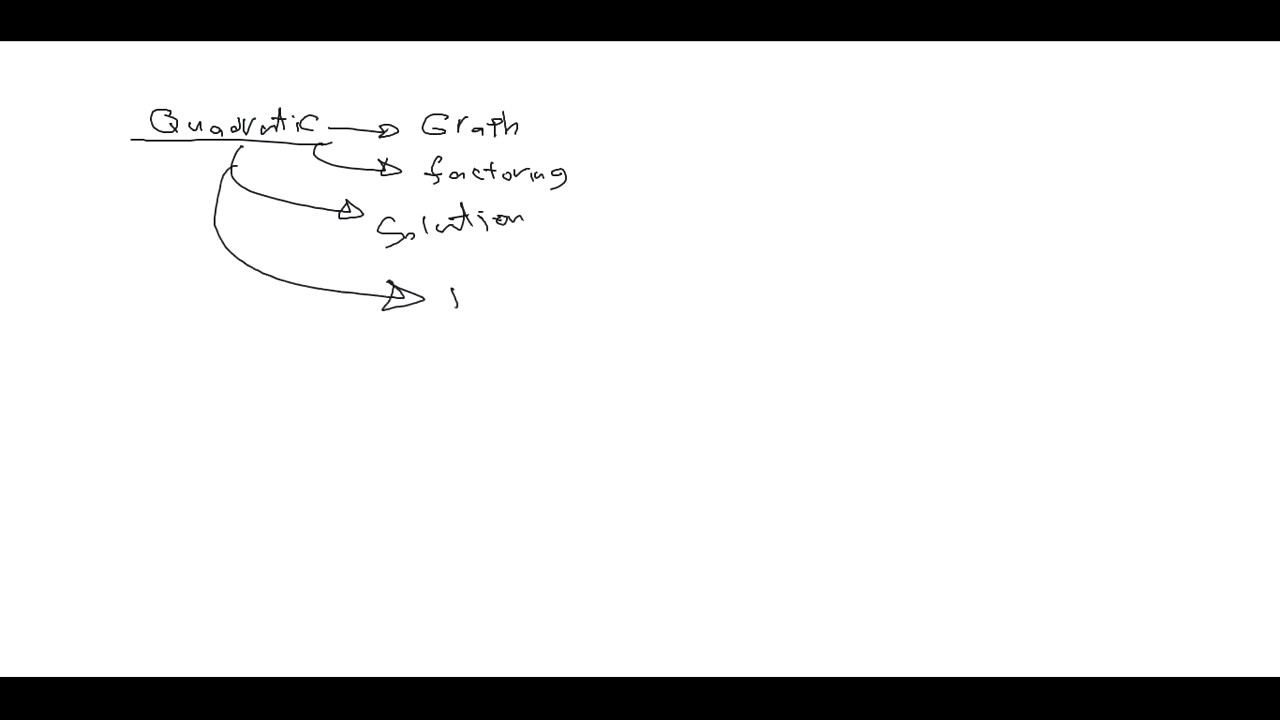 Quadratic → Graph
factoring
Solution